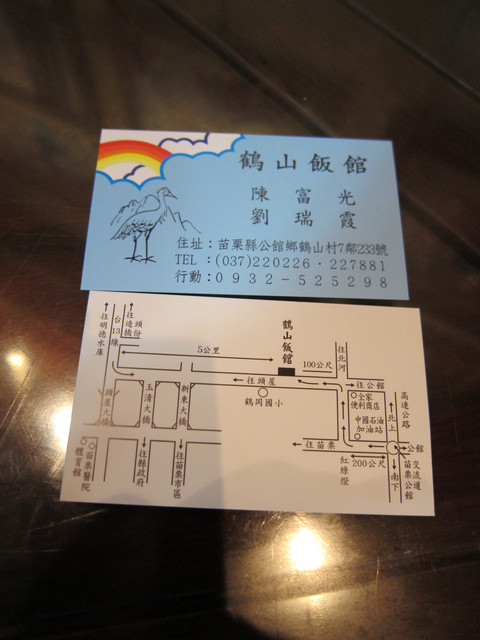 鶴山飯館
陳富光
劉瑞霞
住址：苗栗縣公館鄉鶴山村7鄰233號
TEL：(037)220226·227881
行動：0932-525298
往明德水庫
台13線
往造橋
頭份
5公里
鶴山飯館
100公尺
往北河
往頭屋
往公館
鶴岡國小
頭屋大橋
玉清大橋
新東大橋
全家便利商店
中國石油加油站
高速公路
北上
往苗栗
公館
紅綠燈
200公尺
南下
公館苗栗交流道
體育館
苗栗醫院
往縣政府
往苗栗市區